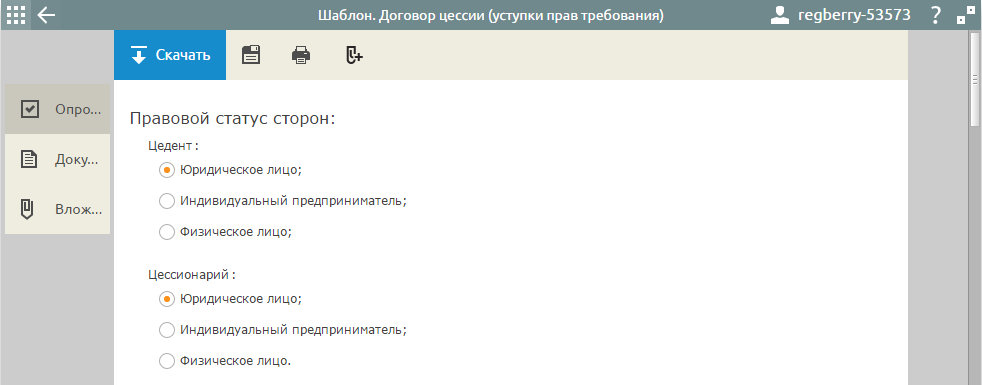 Шаблон. Договор цессии (уступки прав требования)
regberry-53573
?
Скачать
Опро...
Доку...
Влож...
Правовой статус сторон:
Цедент :
Юридическое лицо;
Индивидуальный предприниматель;
Физическое лицо;
Цессионарий :
Юридическое лицо;
Индивидуальный предприниматель;
Физическое лицо.